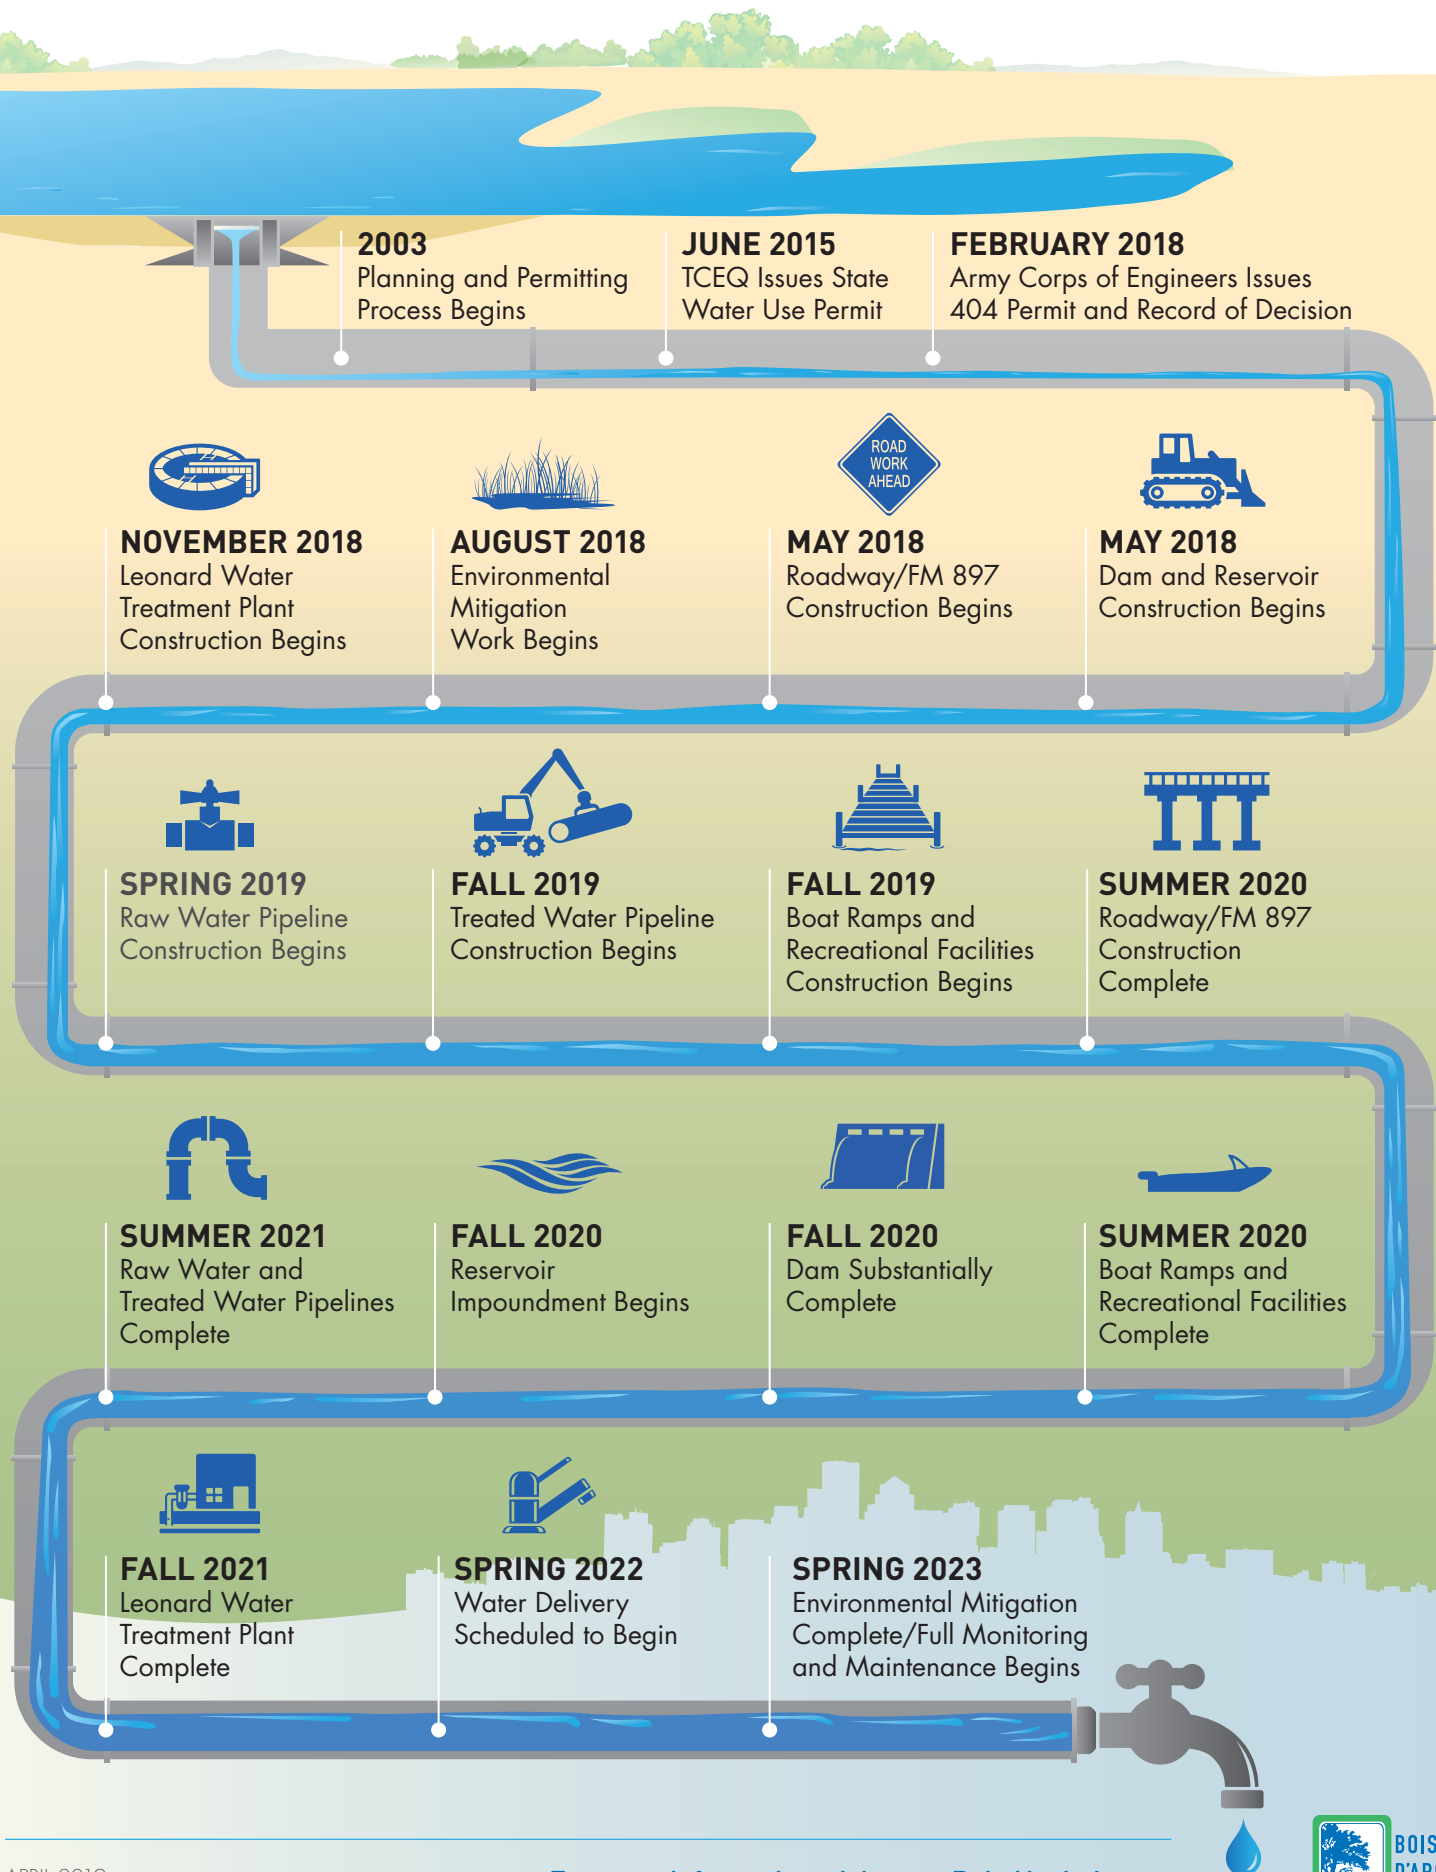 2003
Planning and Permitting
Process Begins
JUNE 2015
TCEQ Issues State
Water Use Permit
FEBRUARY 2018
Army Corps of Engineers Issues
404 Permit and Record of Decision
ROAD
WORK
AHEAD
NOVEMBER 2018
Leonard Water
Treatment Plant
Construction Begins
AUGUST 2018
Environmental
Mitigation
Work Begins
MAY 2018
Roadway/FM 897
Construction Begins
MAY 2018
Dam and Reservoir
Construction Begins
SPRING 2019
Raw Water Pipeline
Construction Begins
FALL 2019
Treated Water Pipeline
Construction Begins
FALL 2019
Boat Ramps and
Recreational Facilities
Construction Begins
SUMMER 2020
Roadway/FM 897
Construction
Complete
SUMMER 2021
Raw Water and
Treated Water Pipelines
Complete
FALL 2020
Reservoir
Impoundment Begins
FALL 2020
Dam Substantially
Complete
SUMMER 2020
Boat Ramps and
Recreational Facilities
Complete
FALL 2021
Leonard Water
Treatment Plant
Complete
SPRING 2022
Water Delivery
Scheduled to Begin
SPRING 2023
Environmental Mitigation
Complete/Full Monitoring
and Maintenance Begins
BOIS